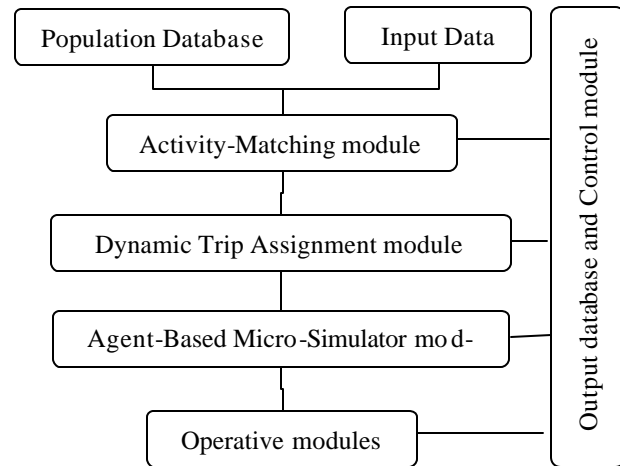 Population Database
Input Data
Activity-Matching module
Dynamic Trip Assignment module
Agent-Based Micro-Simulator mod-
Operative modules
Output database and Control module